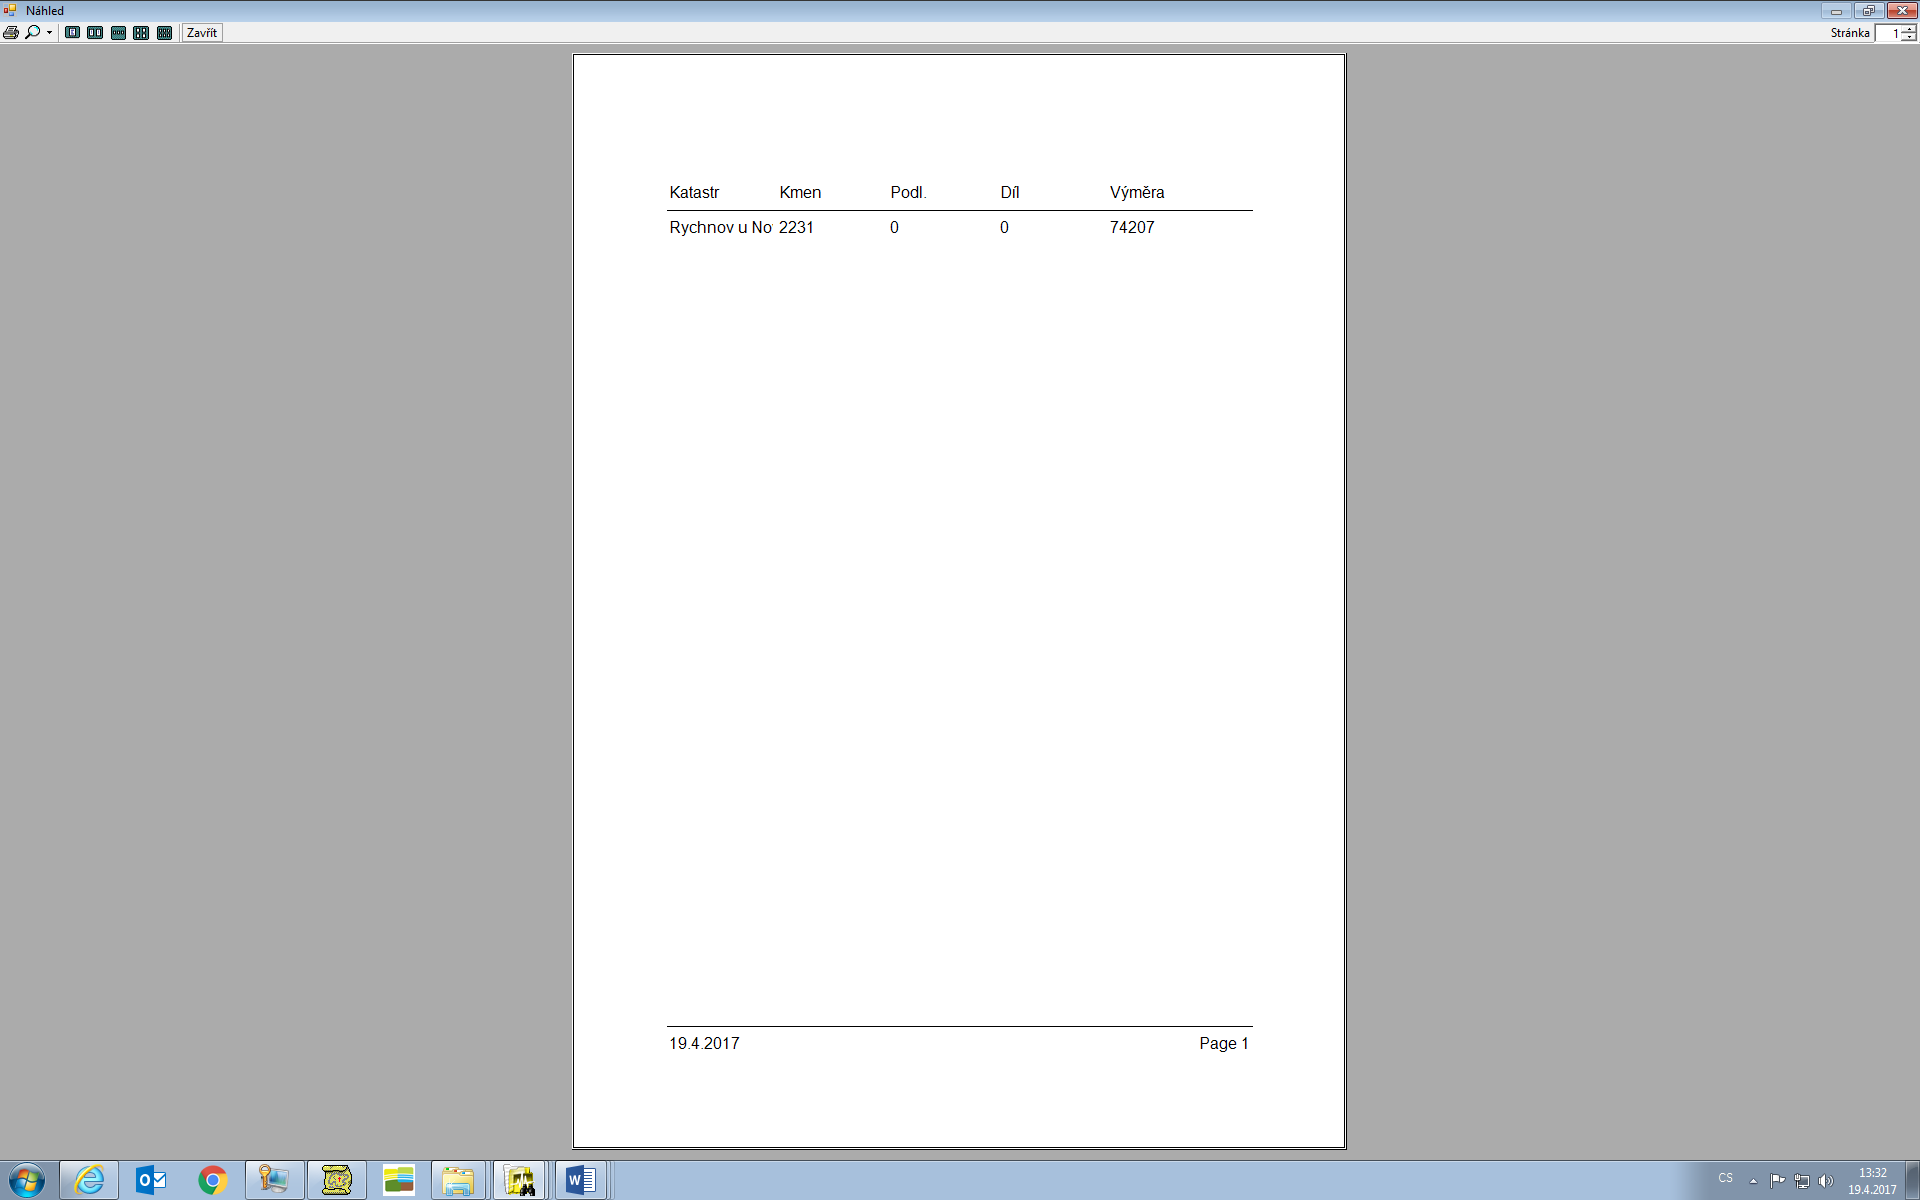 Náhled
Zavřít
Stránka 1
Katastr Kmen Podl. Díl Výměra
Rychnov u No 2231 0 0 74207
19.4.2017 Page 1
CS
13:32
19.4.2017